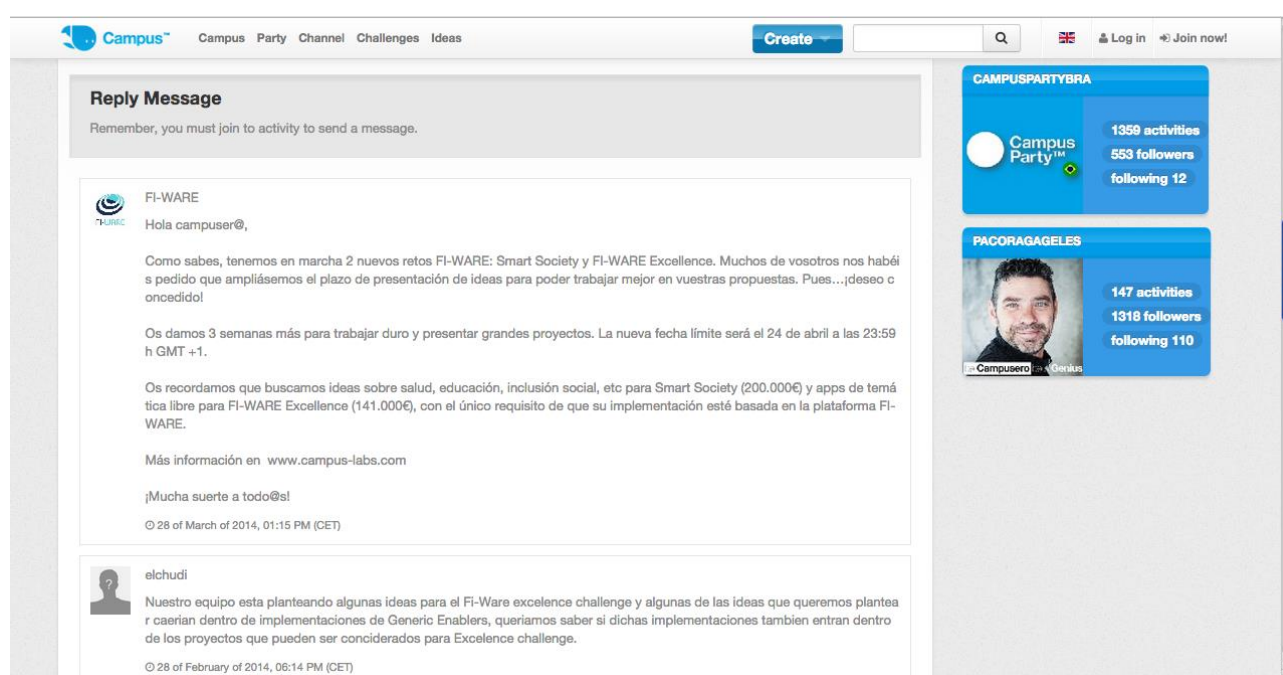 Campus™ Campus Party Channel Challenges Ideas Create Log in Join now!
Reply Message
Remember, you must join to activity to send a message.
FI-WARE
Hola campuser@,
Como sabes, tenemos en marcha 2 nuevos retos FI-WARE: Smart Society y FI-WARE Excellence. Muchos de vosotros nos habéi
s pedido que ampliásemos el plazo de presentación de ideas para poder trabajar mejor en vuestras propuestas. Pues…¡deseo c
oncedido!
Os damos 3 semanas más para trabajar duro y presentar grandes proyectos. La nueva fecha límite será el 24 de abril a las 23:59
h GMT +1.
Os recordamos que buscamos ideas sobre salud, educación, inclusión social, etc para Smart Society (200.000€) y apps de temá
tica libre para FI-WARE Excellence (141.000€), con el único requisito de que su implementación esté basada en la plataforma FI-
WARE.
Más información en www.campus-labs.com
¡Mucha suerte a todo@s!
28 of March of 2014, 01:15 PM (CET)
elchudi
Nuestro equipo esta planteando algunas ideas para el Fi-Ware excelence challenge y algunas de las ideas que queremos plantea
r caerian dentro de implementaciones de Generic Enablers, queriamos saber si dichas implementaciones tambien entran dentro
de los proyectos que pueden ser conciderados para Excelence challenge.
28 of February of 2014, 06:14 PM (CET)
CAMPUSPARTYBRA
Campus
Party™
1359 activities
553 followers
following 12
PACORAGAGELES
147 activities
1318 followers
following 110
Campusero Genius